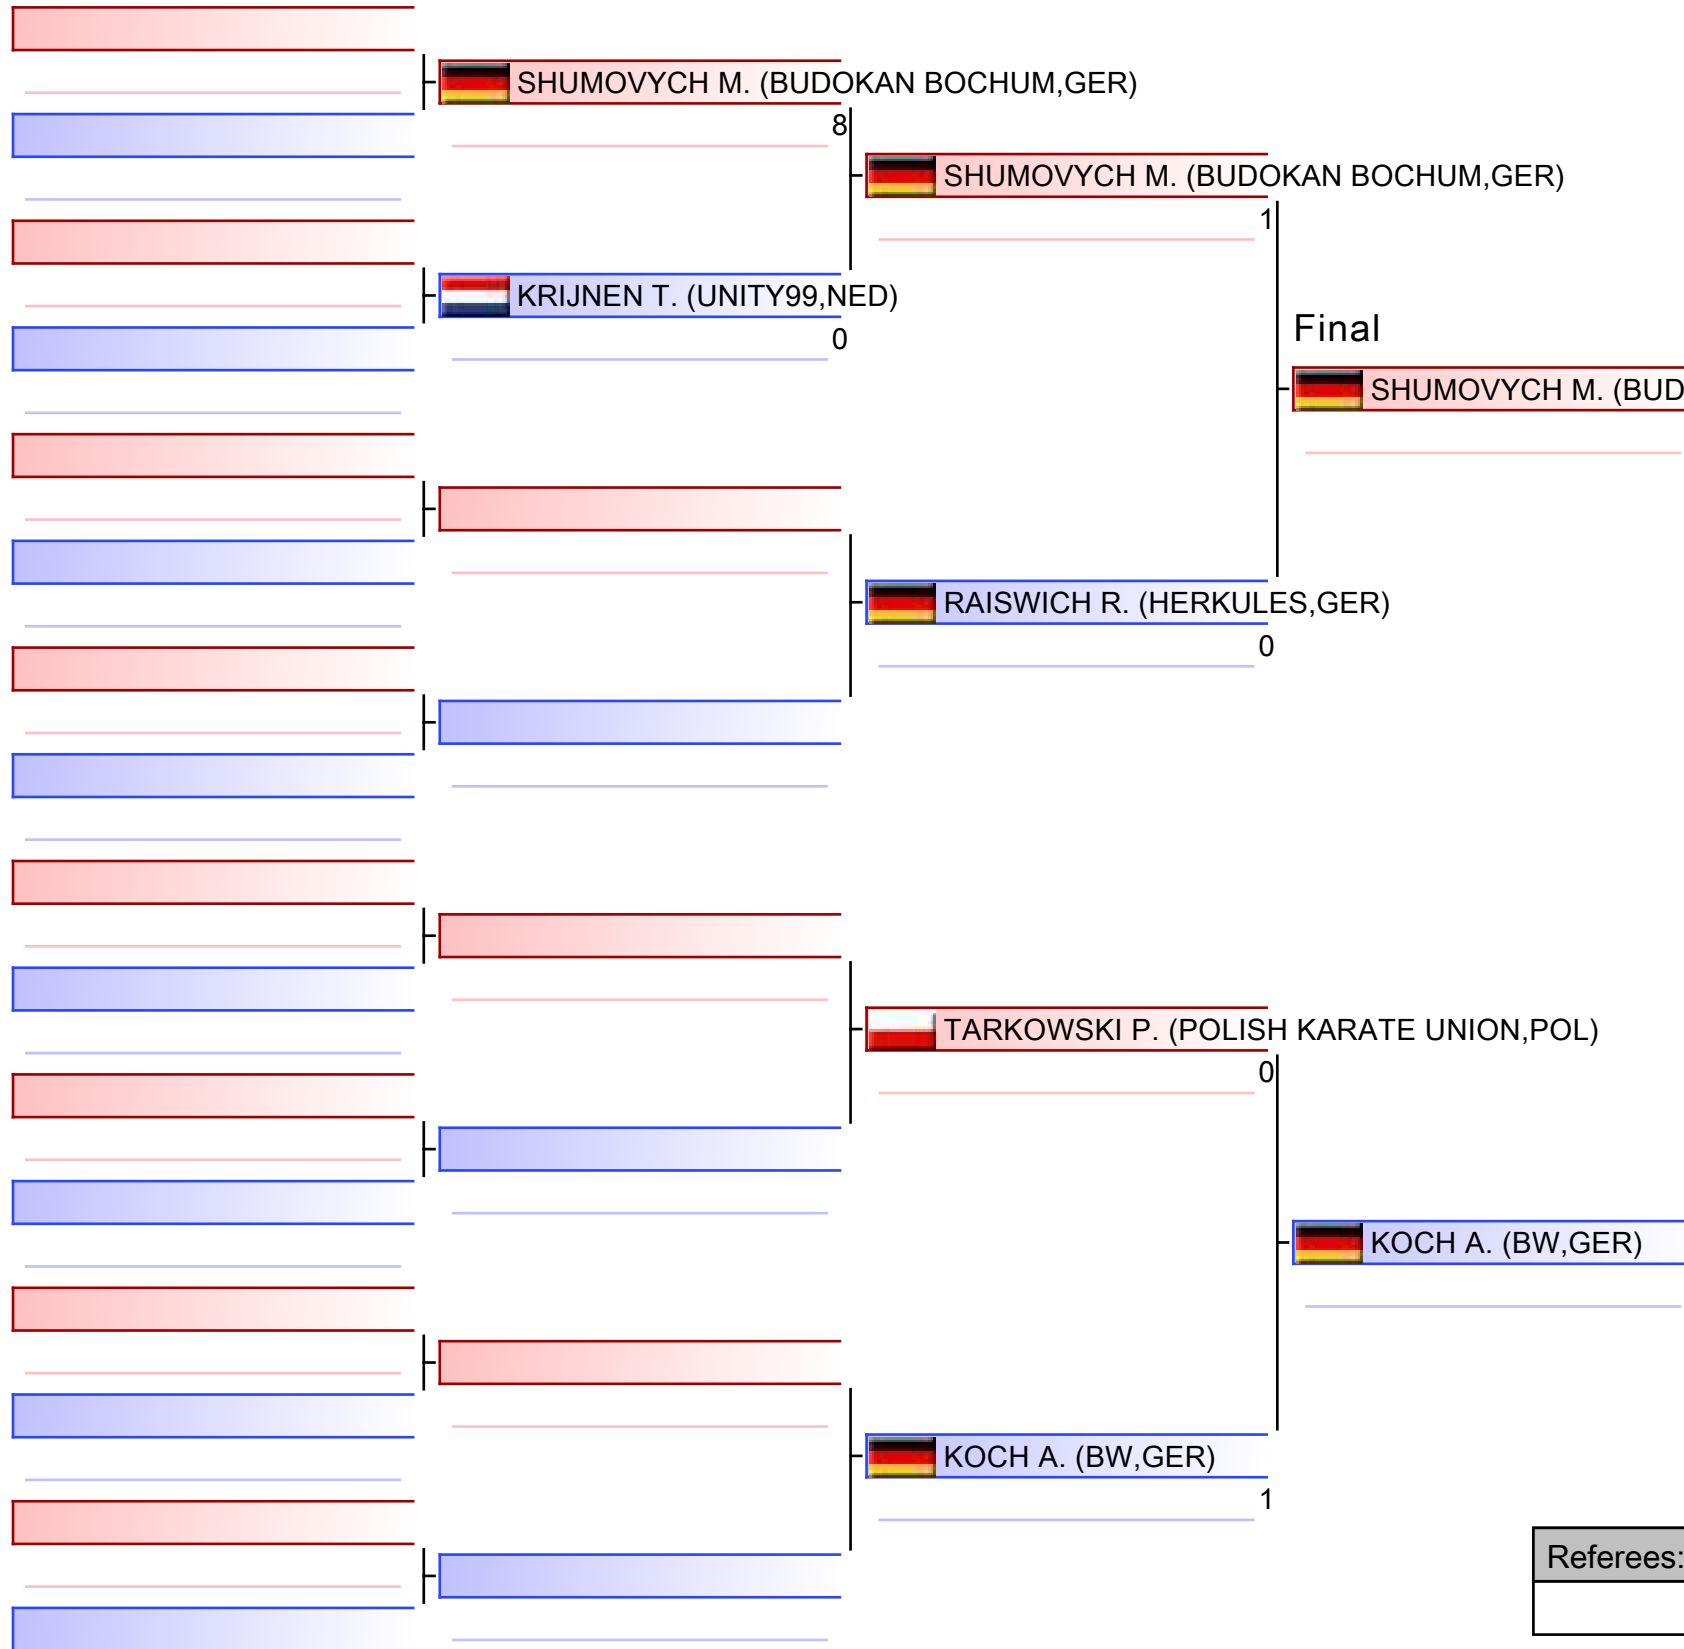 SHUMOVYCH M. (BUDOKAN BOCHUM,GER)
8
SHUMOVYCH M. (BUDOKAN BOCHUM,GER)
1
KRIJNEN T. (UNITY99,NED)
0
Final
SHUMOVYCH M. (BUD
RAISWICH R. (HERKULES,GER)
0
TARKOWSKI P. (POLISH KARATE UNION,POL)
0
KOCH A. (BW,GER)
KOCH A. (BW,GER)
1
Referees: